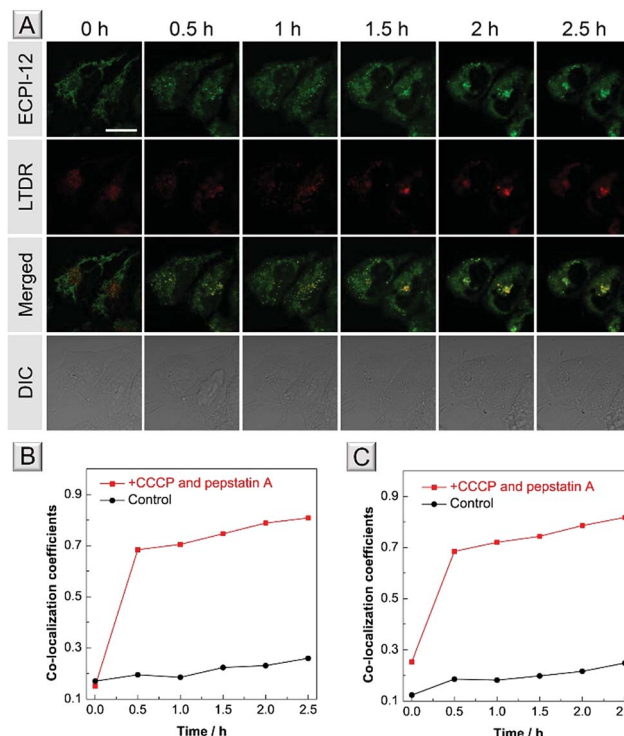 A
0 h 0.5 h 1 h 1.5 h 2 h 2.5 h
ECPI-12
LTDR
Merged
DIC
B
+CCCP and pepstatin A
Control
Co-localization coefficients
0.9
0.7
0.5
0.3
0.1
0.0 0.5 1.0 1.5 2.0 2.5
Time / h
C
+CCCP and pepstatin A
Control
Co-localization coefficients
0.9
0.7
0.5
0.3
0.1
0.0 0.5 1.0 1.5 2.0
Time / h